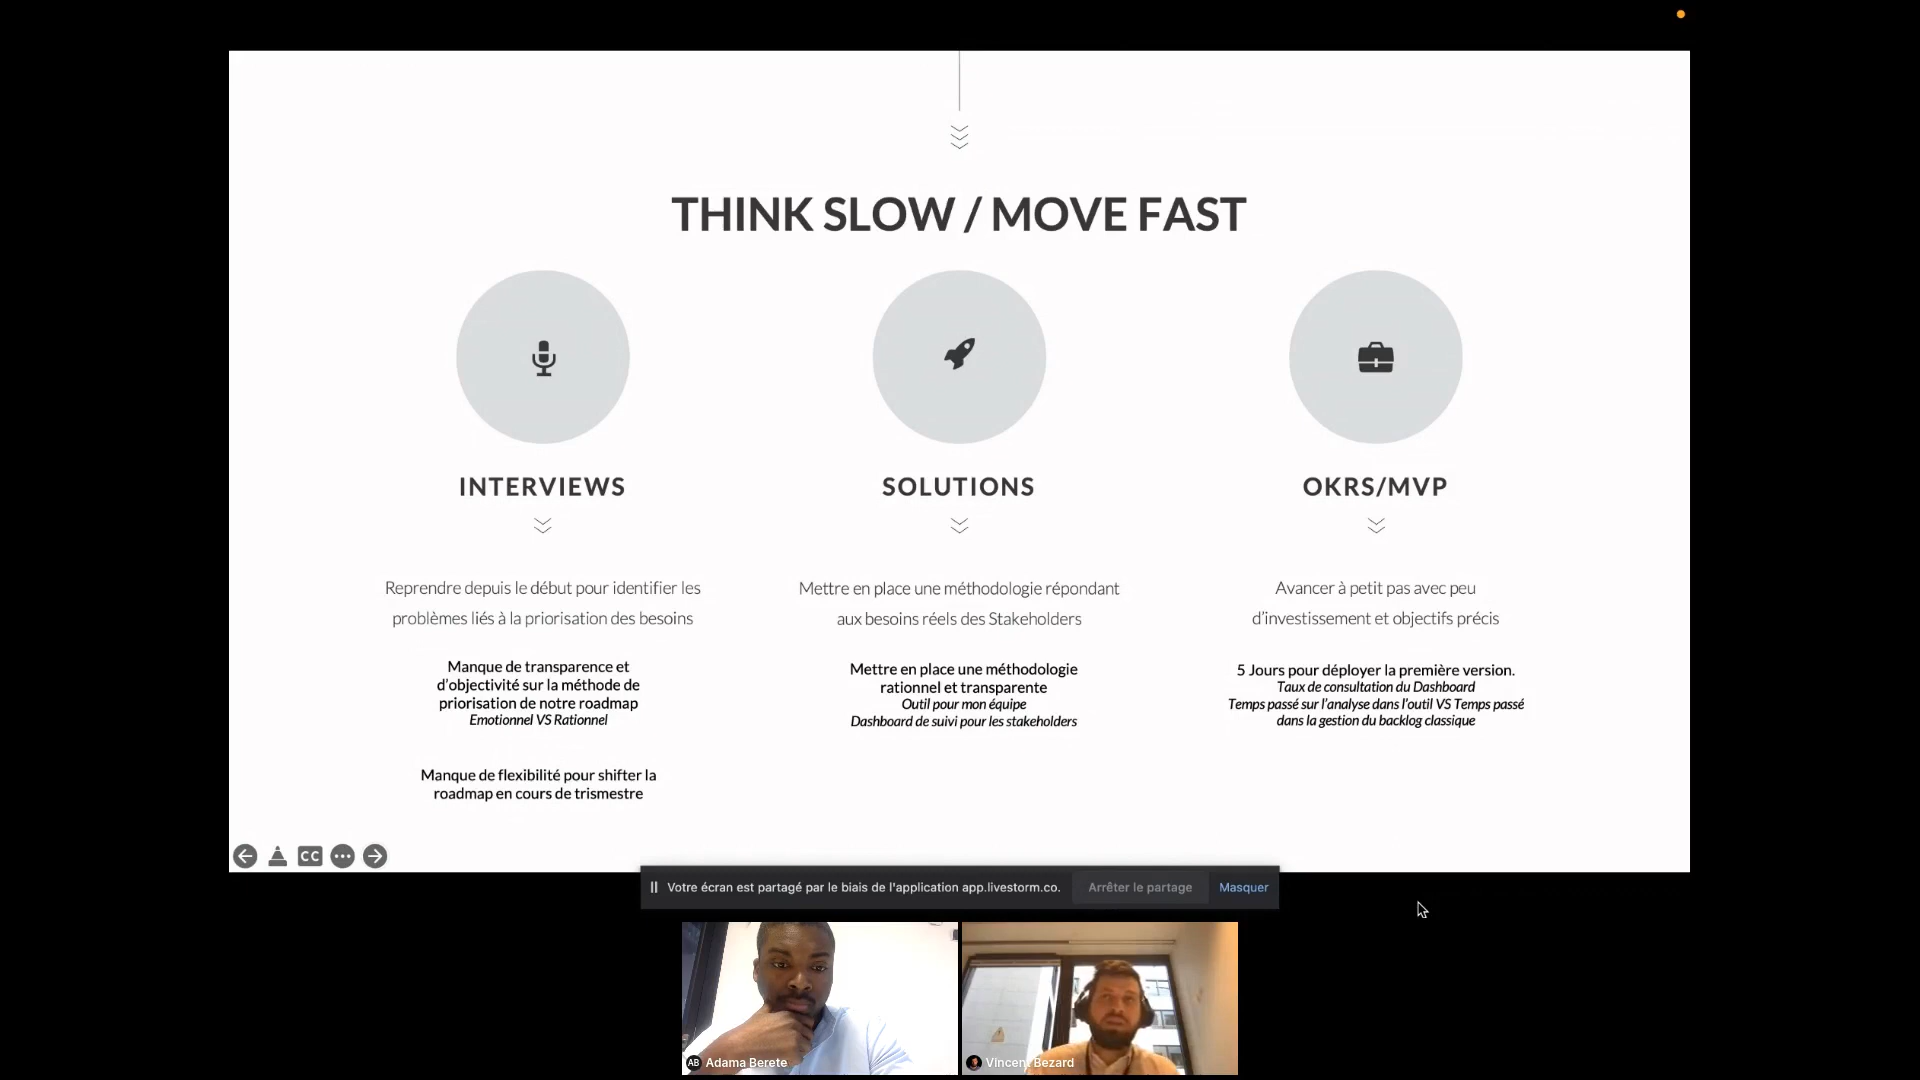 THINK SLOW / MOVE FAST
INTERVIEWS
Reprendre depuis le début pour identifier les
problèmes liés à la priorisation des besoins
Manque de transparence et
d'objectivité sur la méthode de
priorisation de notre roadmap
Emotionnel VS Rationnel
Manque de flexibilité pour shifter la
roadmap en cours de trismestre
SOLUTIONS
Mettre en place une méthodologie répondant
aux besoins réels des Stakeholders
Mettre en place une méthodologie
rationnel et transparente
Outil pour mon équipe
Dashboard de suivi pour les stakeholders
OKRS/MVP
Avancer à petit pas avec peu
d'investissement et objectifs précis
5 Jours pour déployer la première version.
Taux de consultation du Dashboard
Temps passé sur l'analyse dans l'outil VS Temps passé
dans la gestion du backlog classique
CC
Votre écran est partagé par le biais de l'application app.livestorm.co.
Arrêter le partage
Masquer
AB Adama Berete
Vincent Bezard